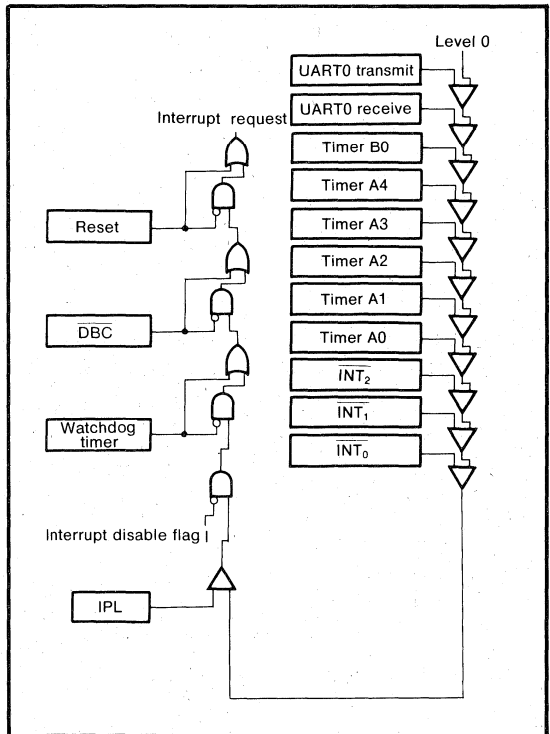 Level 0
UART0 transmit
UART0 receive
Interrupt request
Timer B0
Timer A4
Reset
Timer A3
Timer A2
DBC
Timer A1
Timer A0
INT2
Watchdog
timer
INT1
INT0
Interrupt disable flag I
IPL